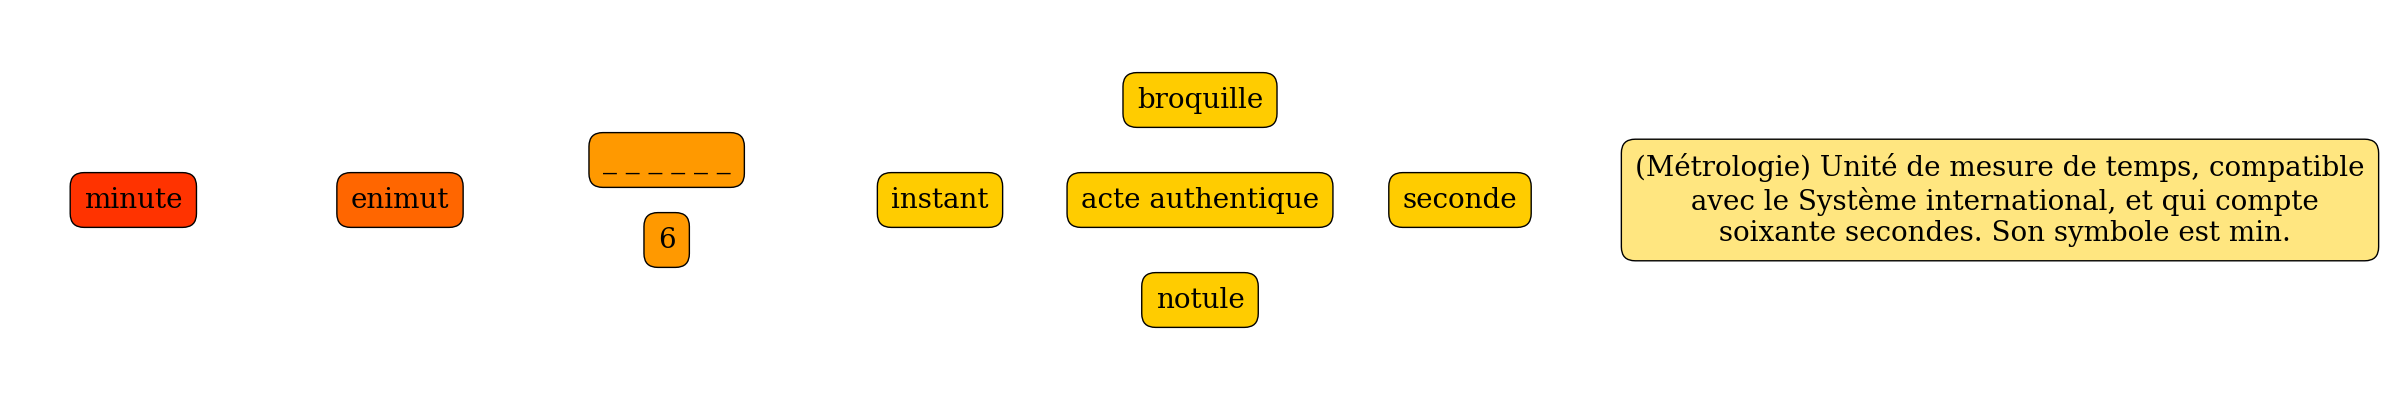 minute
enimut
_ _ _ _ _ _
6
instant
broquille
acte authentique
notule
seconde
(Métrologie) Unité de mesure de temps, compatible
avec le Système international, et qui compte
soixante secondes. Son symbole est min.